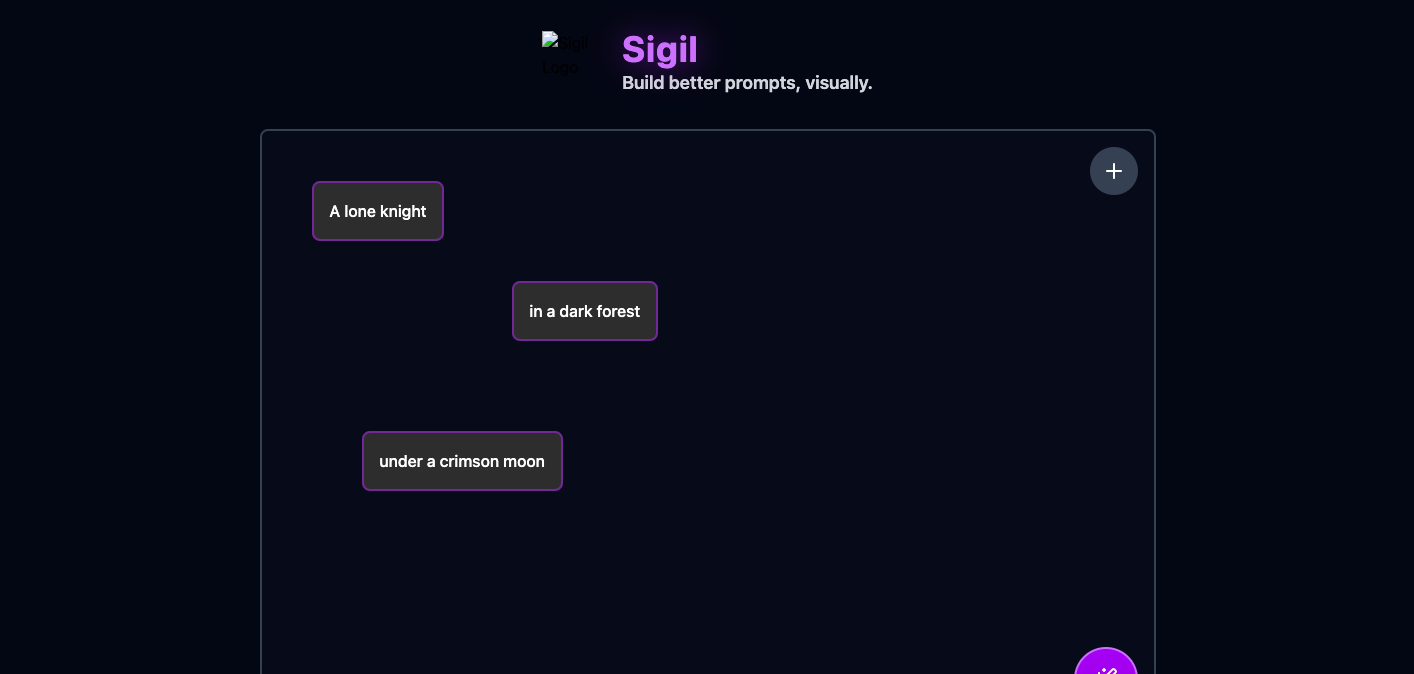 Sigil
Logo
Sigil
Build better prompts, visually.
A lone knight
in a dark forest
under a crimson moon